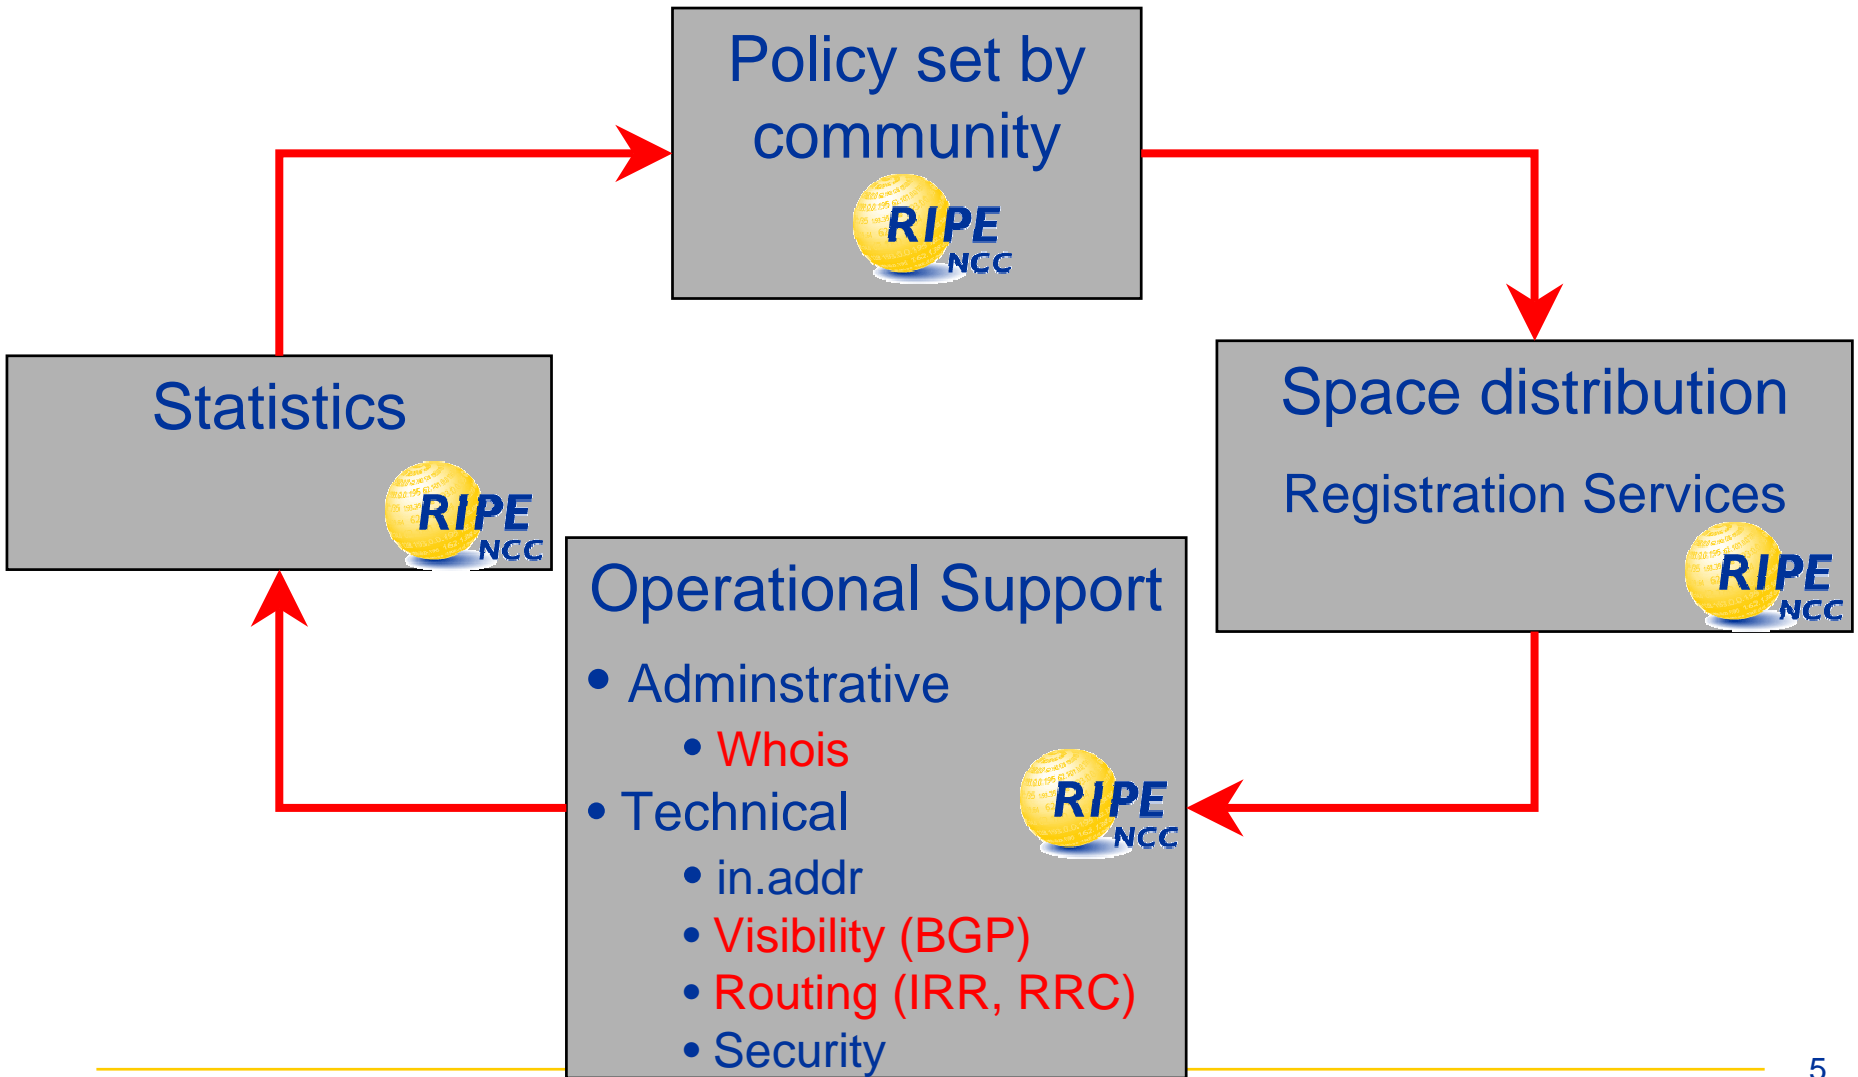 Policy set by
community
RIPE
NCC
Statistics
RIPE
NCC
Space distribution
Registration Services
RIPE
NCC
Operational Support
• Adminstrative
• Whois
• Technical
• in.addr
• Visibility (BGP)
• Routing (IRR, RRC)
• Security
RIPE
NCC
5